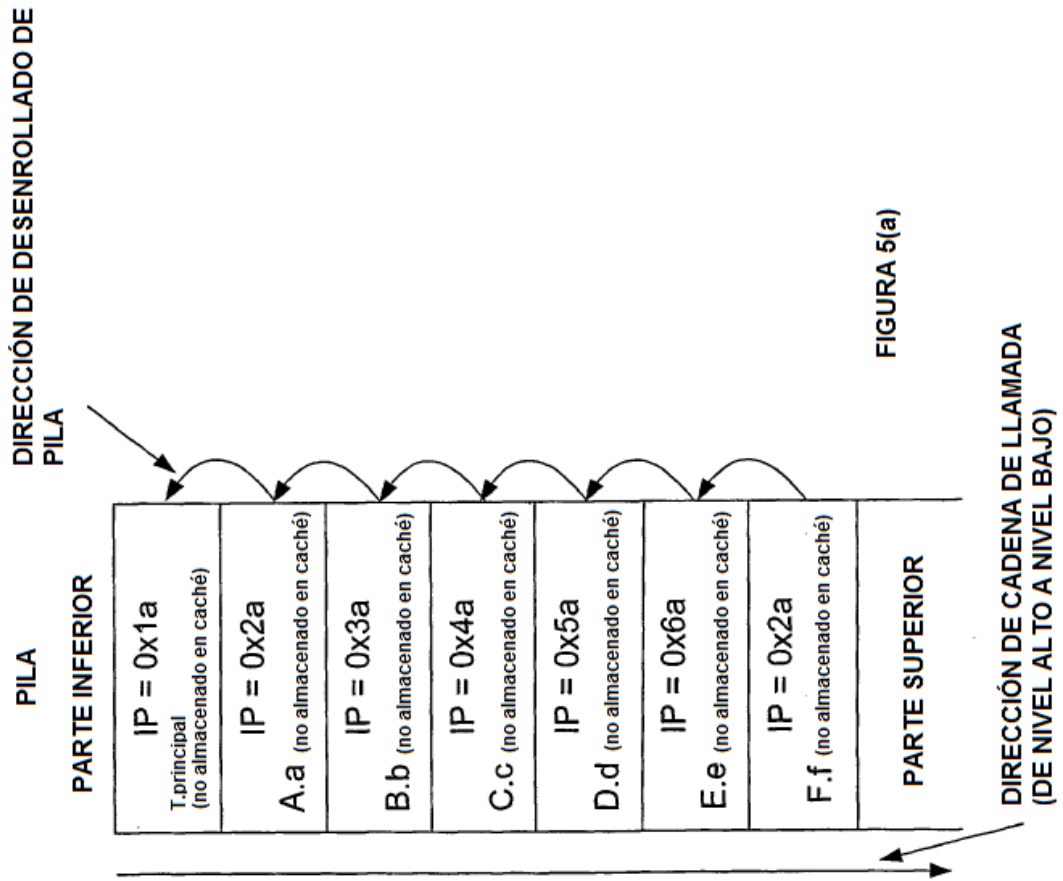 PILA
PARTE INFERIOR
DIRECCIÓN DE DESENROLLADO DE
PILA
IP = 0x1a
T.principal
(no almacenado en caché)
IP = 0x2a
A.a (no almacenado en caché)
IP = 0x3a
B.b (no almacenado en caché)
IP = 0x4a
C.c (no almacenado en caché)
IP = 0x5a
D.d (no almacenado en caché)
IP = 0x6a
E.e (no almacenado en caché)
IP = 0x2a
F.f (no almacenado en caché)
PARTE SUPERIOR
FIGURA 5(a)
DIRECCIÓN DE CADENA DE LLAMADA
(DE NIVEL ALTO A NIVEL BAJO)